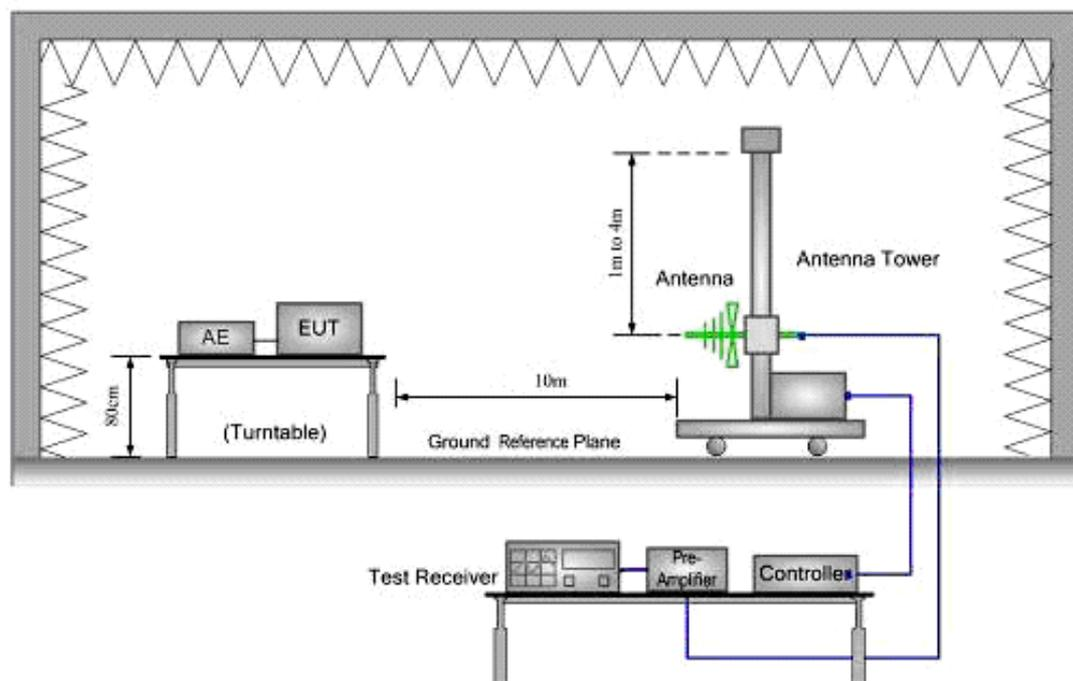 1m to 4m
Antenna
Antenna Tower
AE
EUT
80cm
10m
(Turntable)
Ground Reference Plane
Test Receiver
Pre-
Amplifier
Controller